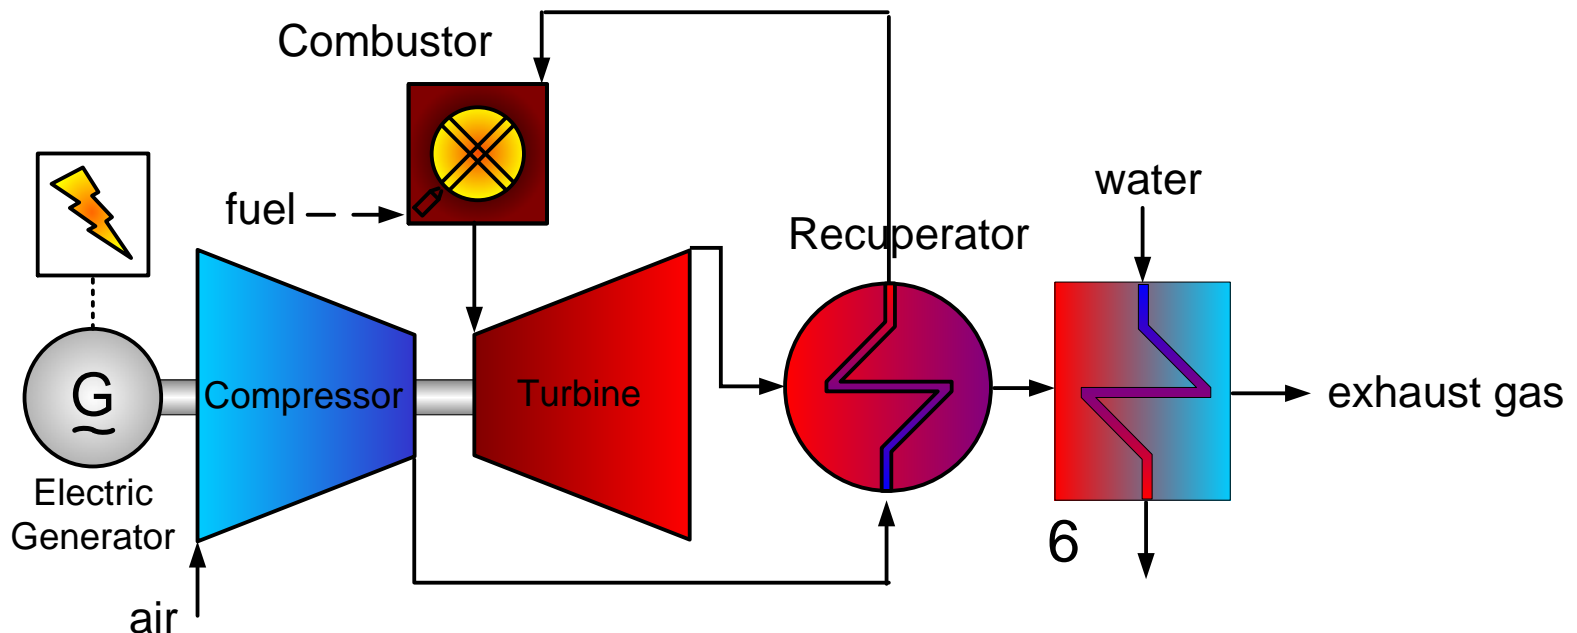 Combustor
fuel
water
Recuperator
Compressor
Turbine
G
exhaust gas
Electric
Generator
6
air